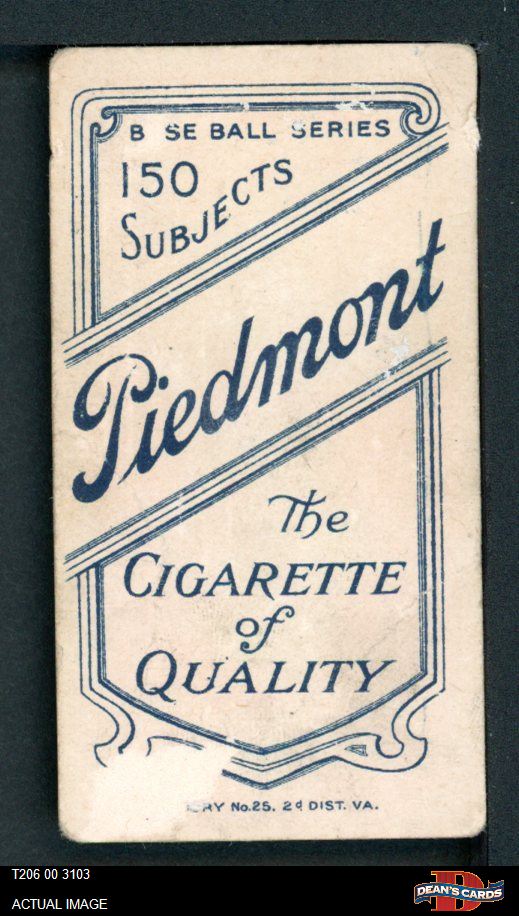 B SE BALL SERIES
150
SUBJECTS
Piedmont
The
CIGARETTE
of
QUALITY
RY No.25. 2d DIST. VA.
T206 00 3103
ACTUAL IMAGE
D
DEAN'S CARDS